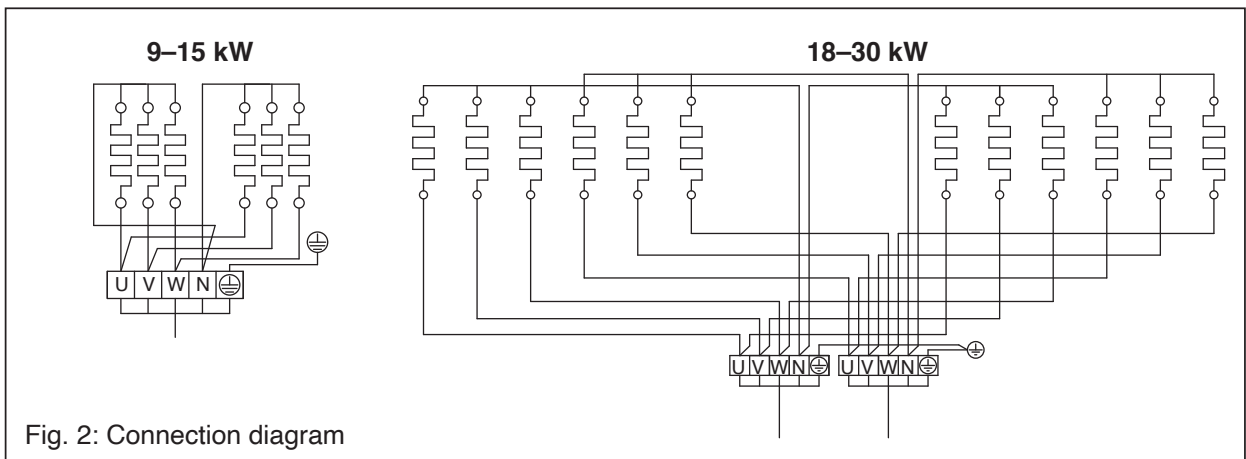 9–15 kW
18–30 kW
U V W N
U V W N U V W N
Fig. 2: Connection diagram